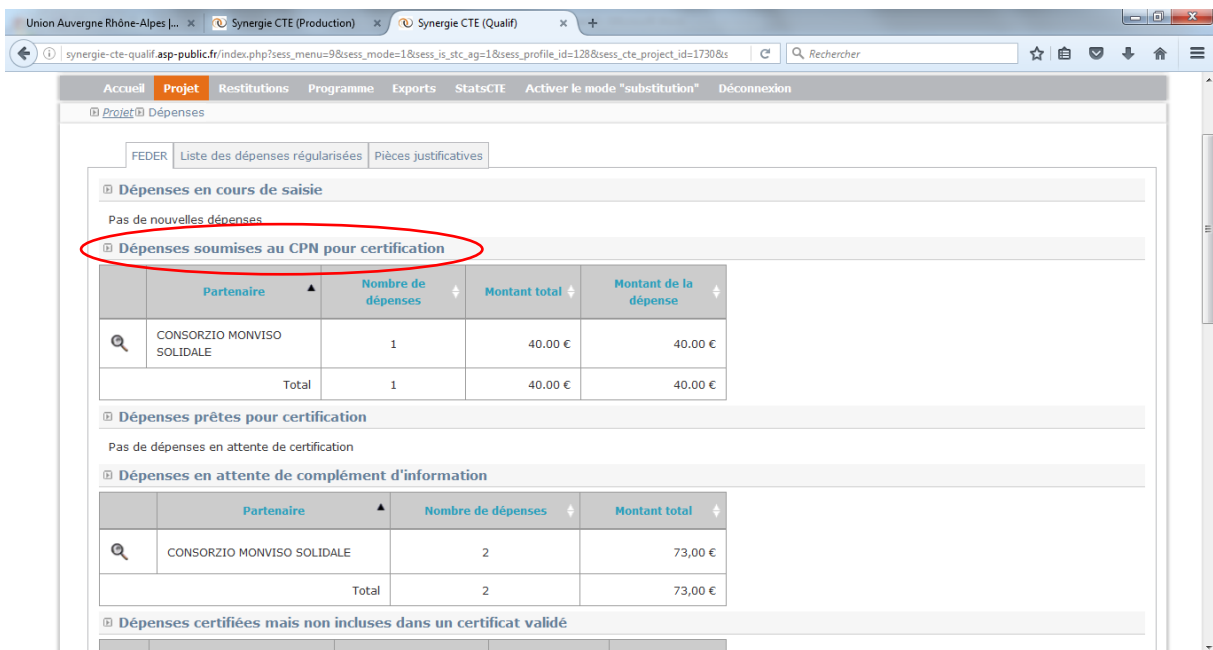 Union Auvergne Rhône-Alpes |... × Synergie CTE (Production) × Synergie CTE (Qualif) × +
synergie-cte-qualif.asp-public.fr/index.php?sess_menu=9&sess_mode=1&sess_is_stc_ag=1&sess_profile_id=128&sess_cte_project_id=1730&s Rechercher
Accueil Projet Restitutions Programme Exports StatsCTE Activer le mode "substitution" Déconnexion
Projet Dépenses
FEDER Liste des dépenses régularisées Pièces justificatives
Dépenses en cours de saisie
Pas de nouvelles dépenses
Dépenses soumises au CPN pour certification
Partenaire Nombre de dépenses Montant total Montant de la dépense
CONSORZIO MONVISO SOLIDALE 1 40.00 € 40.00 €
Total 1 40.00 € 40.00 €
Dépenses prêtes pour certification
Pas de dépenses en attente de certification
Dépenses en attente de complément d'information
Partenaire Nombre de dépenses Montant total
CONSORZIO MONVISO SOLIDALE 2 73,00 €
Total 2 73,00 €
Dépenses certifiées mais non incluses dans un certificat validé